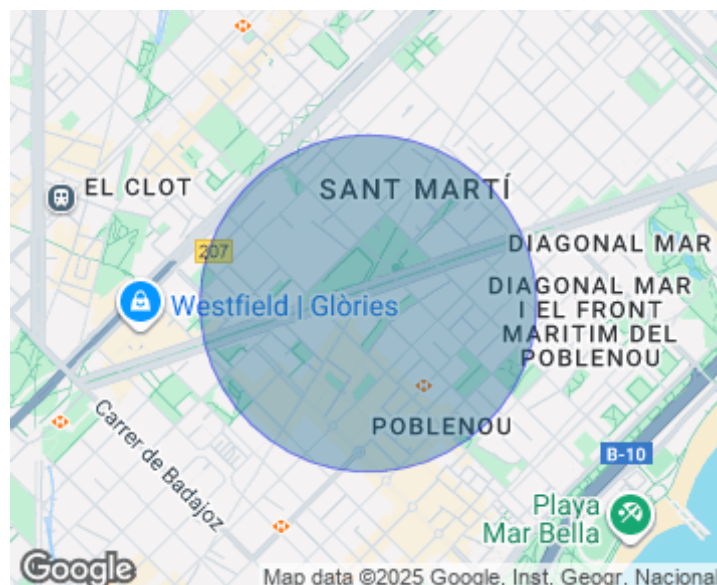 EL CLOT
SANT MARTÍ
207
DIAGONAL MAR
Westfield | Glòries
DIAGONAL MAR
I EL FRONT
MARITIM DEL
POBLENOU
Carrer de Badajoz
POBLENOU
B-10
Playa
Mar Bella
Google
Map data ©2025 Google, Inst. Geogr. Nacional